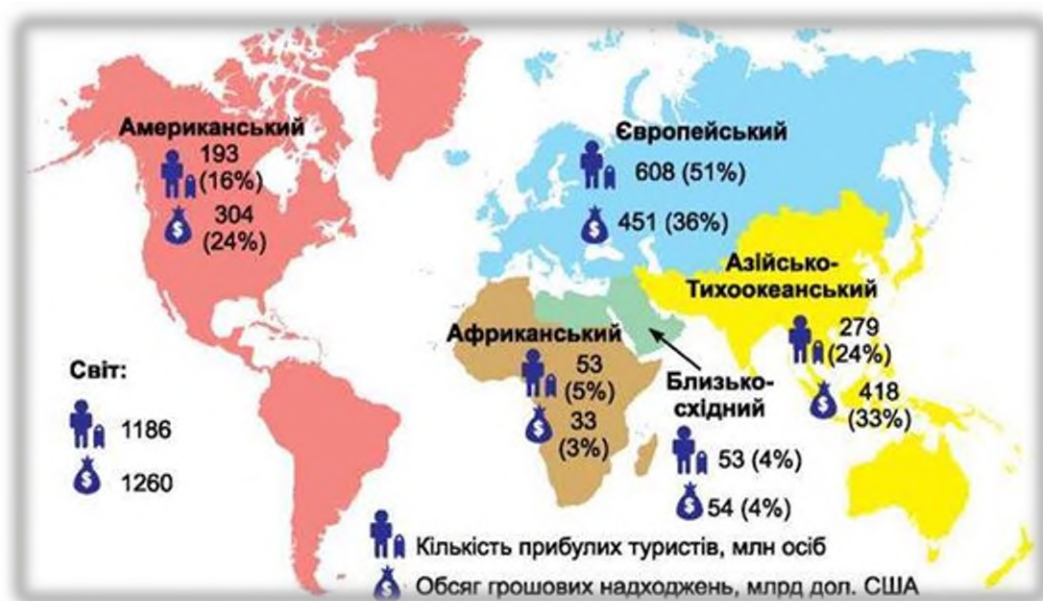 Американський
193
(16%)
304
(24%)
Європейський
608 (51%)
451 (36%)
Азійсько-
Тихоокеанський
279
(24%)
418
(33%)
Африканський
53
(5%)
33
(3%)
Близько-
східний
53 (4%)
54 (4%)
Світ:
1186
1260
Кількість прибулих туристів, млн осіб
Обсяг грошових надходжень, млрд дол. США